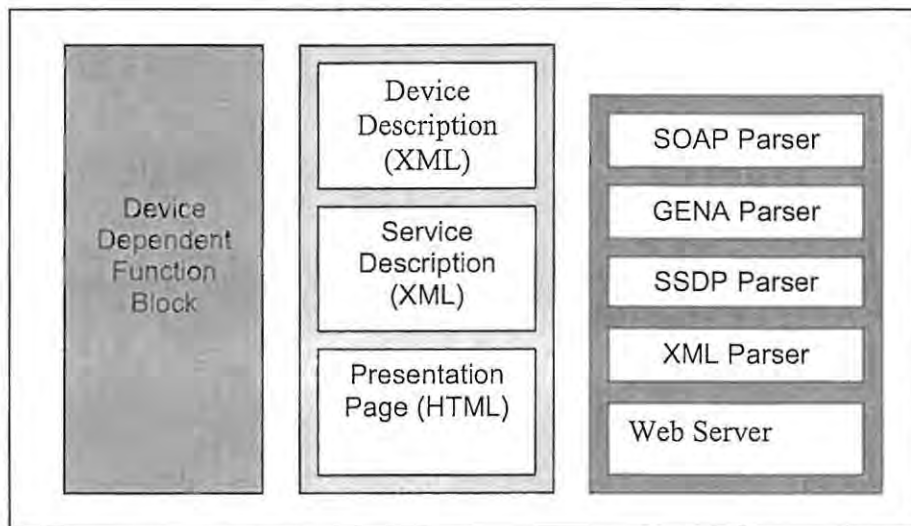 Device
Dependent
Function
Block
Device
Description
(XML)
Service
Description
(XML)
Presentation
Page (HTML)
SOAP Parser
GENA Parser
SSDP Parser
XML Parser
Web Server